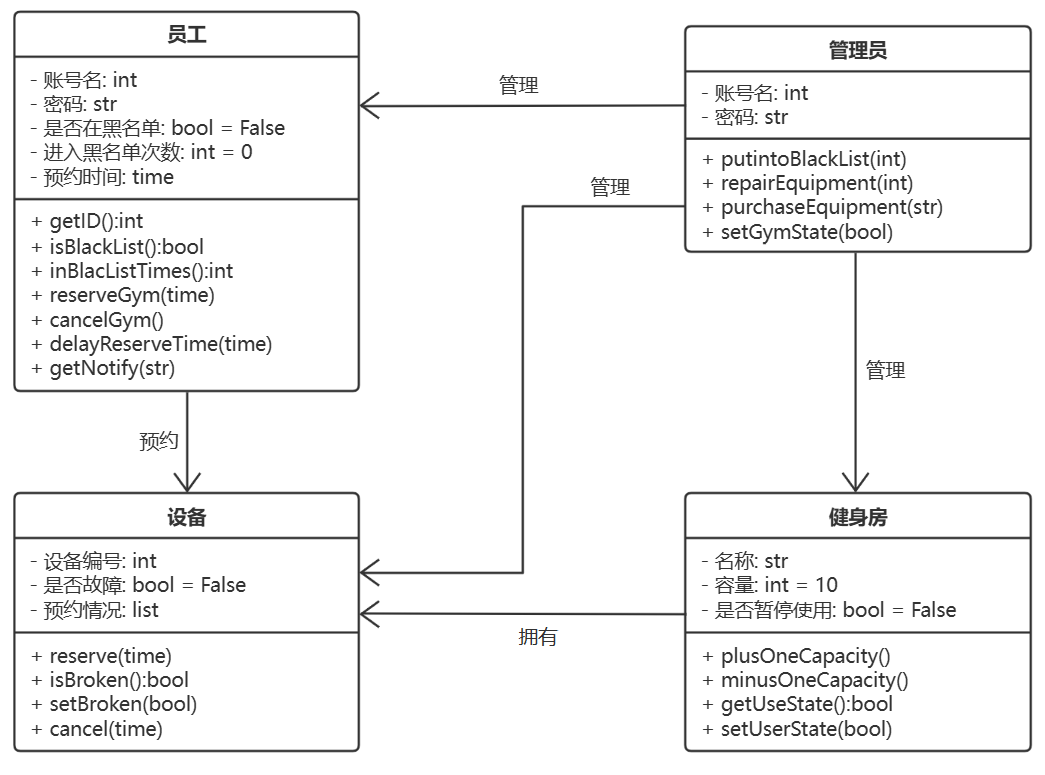 员工
- 账号名: int
- 密码: str
- 是否在黑名单: bool = False
- 进入黑名单次数: int = 0
- 预约时间: time
+ getID():int
+ isBlackList():bool
+ inBlacListTimes():int
+ reserveGym(time)
+ cancelGym()
+ delayReserveTime(time)
+ getNotify(str)
管理
管理员
- 账号名: int
- 密码: str
+ putintoBlackList(int)
+ repairEquipment(int)
+ purchaseEquipment(str)
+ setGymState(bool)
管理
管理
预约
设备
- 设备编号: int
- 是否故障: bool = False
- 预约情况: list
+ reserve(time)
+ isBroken():bool
+ setBroken(bool)
+ cancel(time)
拥有
健身房
- 名称: str
- 容量: int = 10
- 是否暂停使用: bool = False
+ plusOneCapacity()
+ minusOneCapacity()
+ getUseState():bool
+ setUserState(bool)